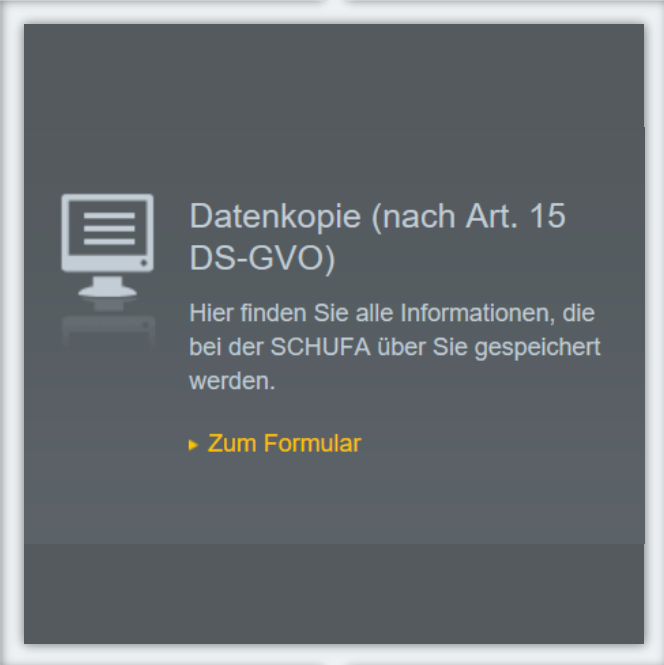 Datenkopie (nach Art. 15
DS-GVO)
Hier finden Sie alle Informationen, die
bei der SCHUFA über Sie gespeichert
werden.
Zum Formular